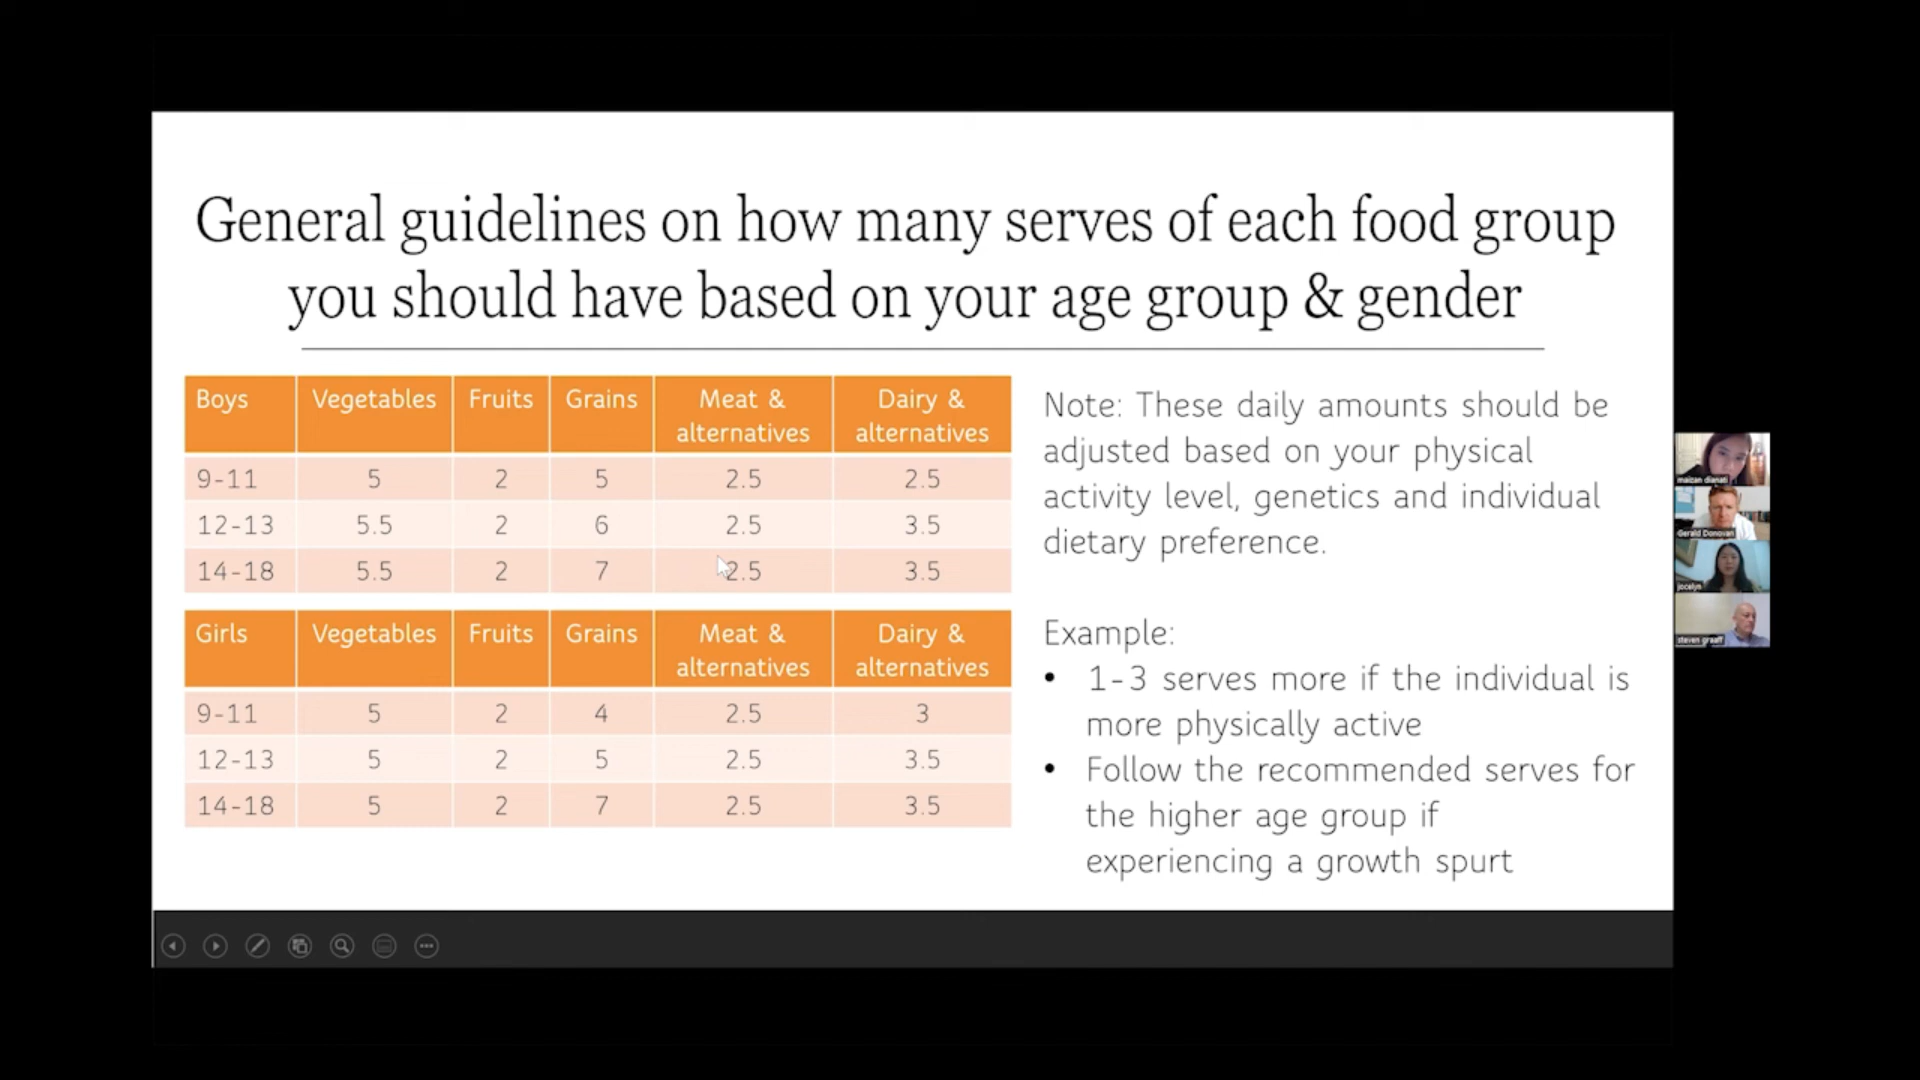 General guidelines on how many serves of each food group
you should have based on your age group & gender
Boys Vegetables Fruits Grains Meat & alternatives Dairy & alternatives
9-11 5 2 5 2.5 2.5
12-13 5.5 2 6 2.5 3.5
14-18 5.5 2 7 2.5 3.5
Girls Vegetables Fruits Grains Meat & alternatives Dairy & alternatives
9-11 5 2 4 2.5 3
12-13 5 2 5 2.5 3.5
14-18 5 2 7 2.5 3.5
Note: These daily amounts should be
adjusted based on your physical
activity level, genetics and individual
dietary preference.
Example:
• 1-3 serves more if the individual is
more physically active
• Follow the recommended serves for
the higher age group if
experiencing a growth spurt
maizan dianati
Gerald Donovan
jocelyn
steven graaff